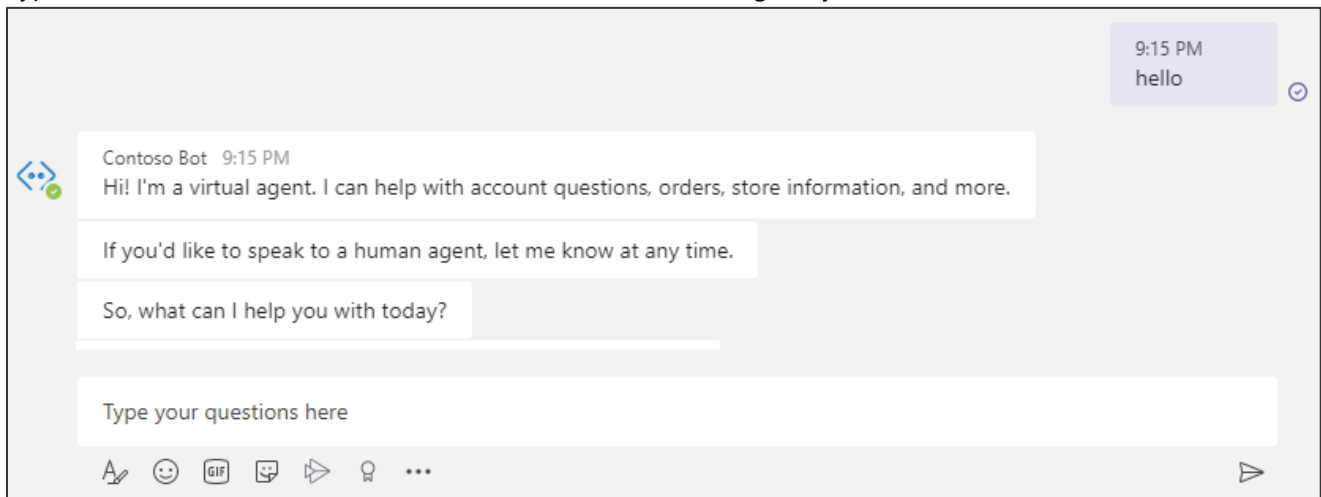 9:15 PM
hello
Contoso Bot 9:15 PM
Hi! I'm a virtual agent. I can help with account questions, orders, store information, and more.
If you'd like to speak to a human agent, let me know at any time.
So, what can I help you with today?
Type your questions here
GIF